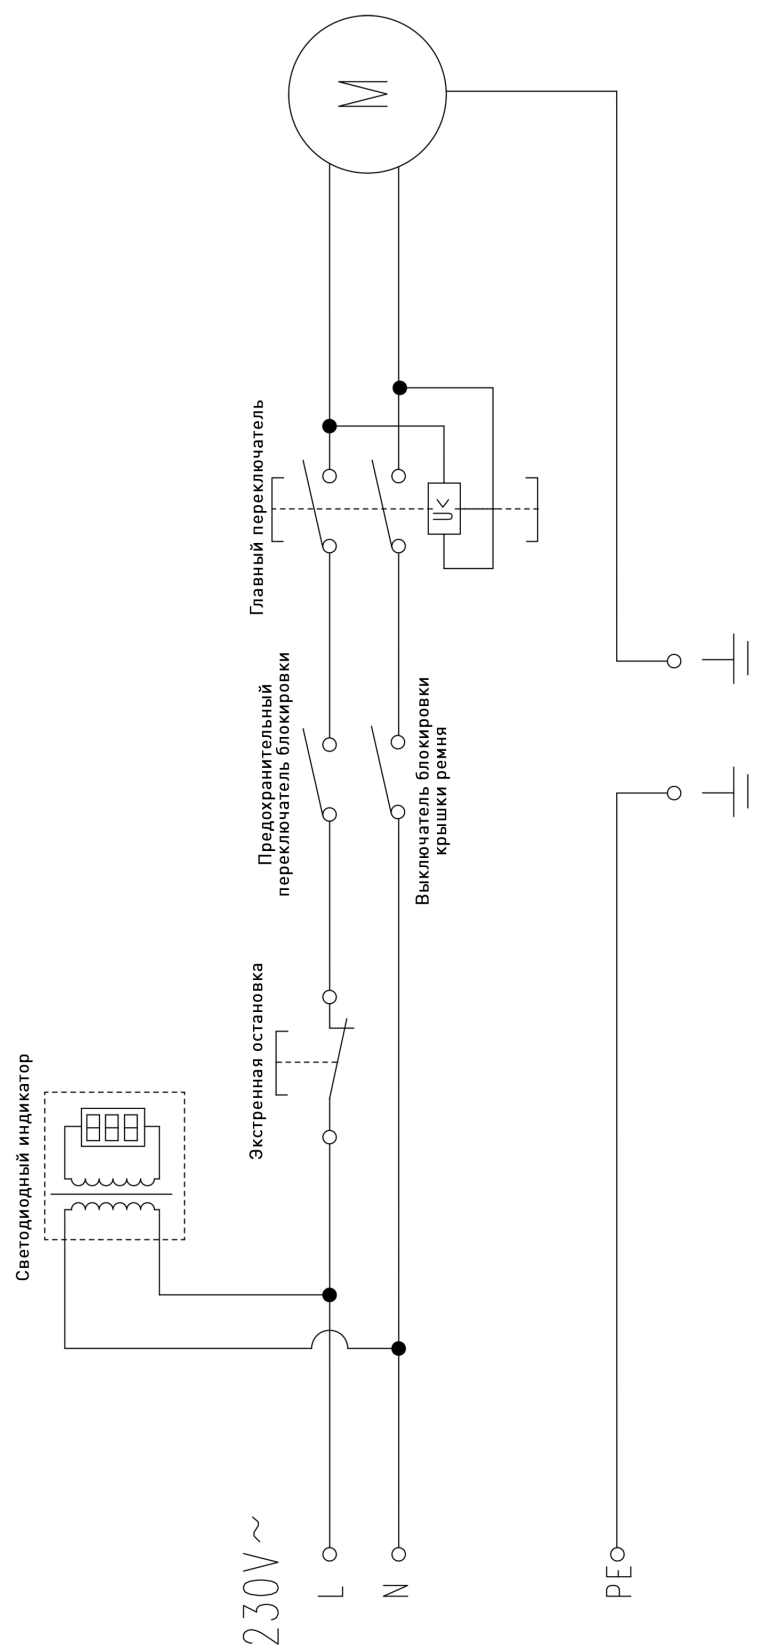 Светодиодный индикатор
230V~
Экстренная остановка
Предохранительный
переключатель блокировки
Главный переключатель
L
N
Выключатель блокировки
крышки ремня
U<
M
PE